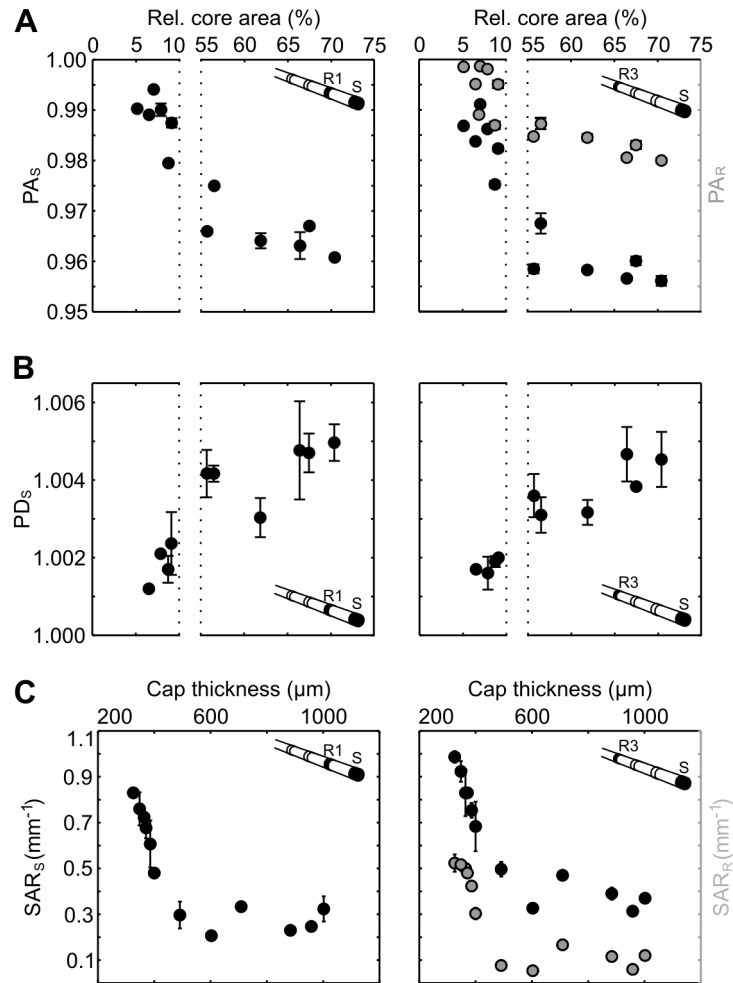 A
Rel. core area (%)
Rel. core area (%)
0 5 10 55 60 65 70 75
0 5 10 55 60 65 70 75
1.00
0.99
0.98
0.97
0.96
0.95
PAS
R1 S
R3 S
PAR
B
1.006
1.004
1.002
1.000
PDS
R1 S
R3 S
C
Cap thickness (µm)
Cap thickness (µm)
200 600 1000
200 600 1000
1.1
0.9
0.7
0.5
0.3
0.1
SARS (mm⁻¹)
R1 S
R3 S
SARR (mm⁻¹)